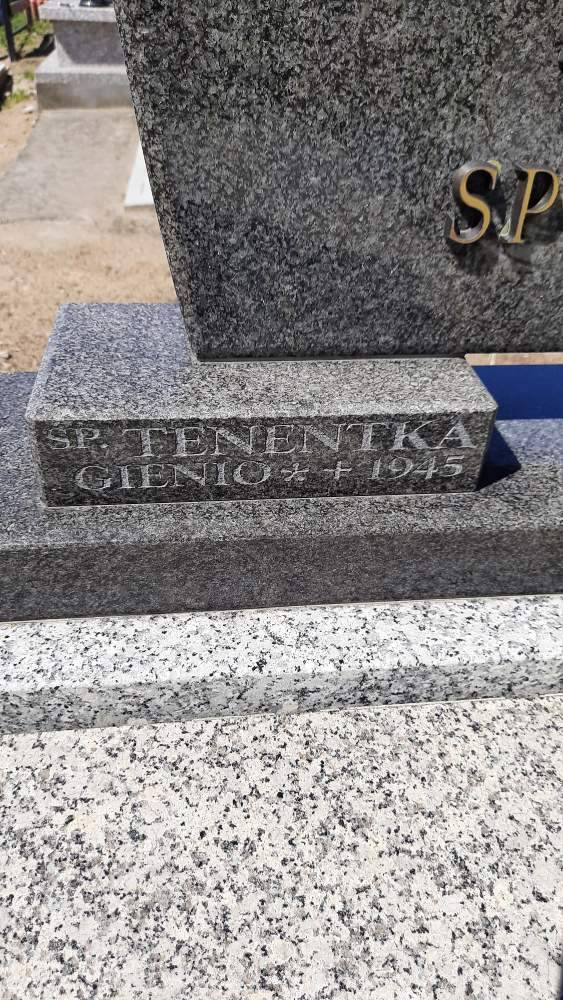 SP
SP. TENENTKA
GIENIO * + 1945